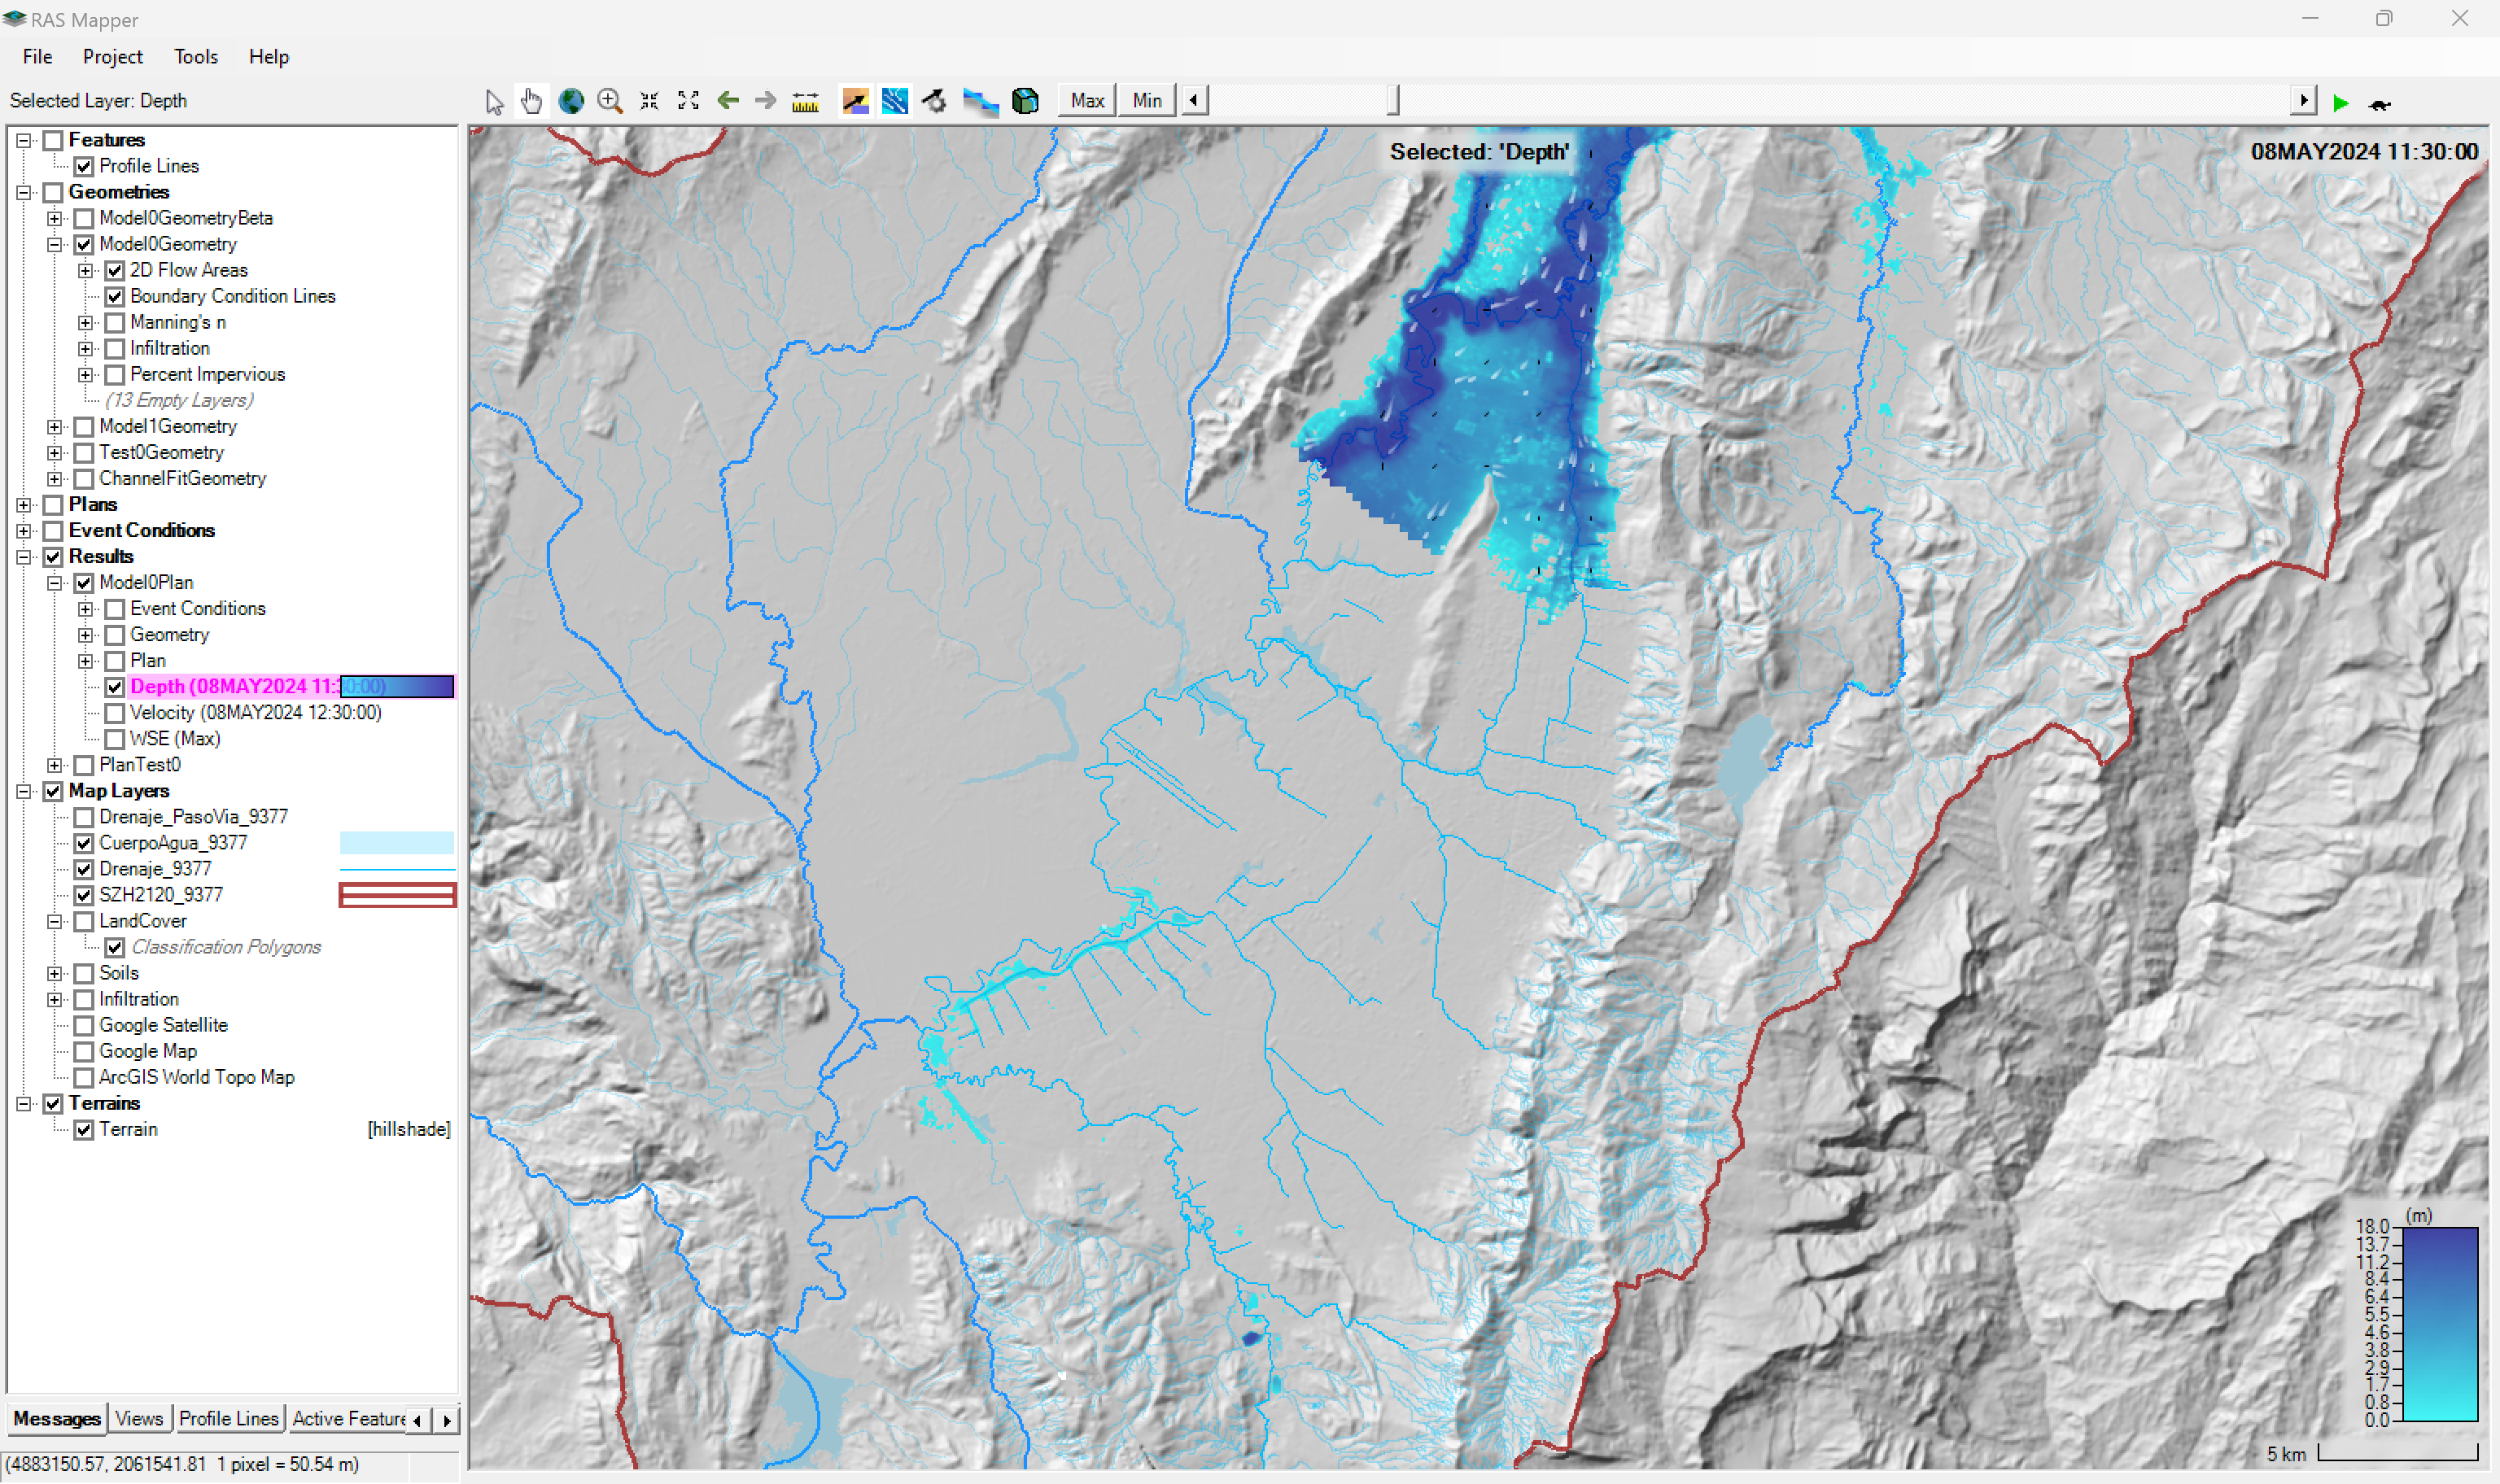 RAS Mapper
File Project Tools Help
Selected Layer: Depth
Max Min
Features
Profile Lines
Geometries
Model0GeometryBeta
Model0Geometry
2D Flow Areas
Boundary Condition Lines
Manning's n
Infiltration
Percent Impervious
(13 Empty Layers)
Model1Geometry
Test0Geometry
ChannelFitGeometry
Plans
Event Conditions
Results
Model0Plan
Event Conditions
Geometry
Plan
Depth (08MAY2024 11:30:00)
Velocity (08MAY2024 12:30:00)
WSE (Max)
PlanTest0
Map Layers
Drenaje_PasoVia_9377
CuerpoAgua_9377
Drenaje_9377
SZH2120_9377
LandCover
Classification Polygons
Soils
Infiltration
Google Satellite
Google Map
ArcGIS World Topo Map
Terrains
Terrain [hillshade]
Messages Views Profile Lines Active Feature
(4883150.57, 2061541.81 1 pixel = 50.54 m)
Selected: 'Depth'
08MAY2024 11:30:00
(m)
18.0
13.7
11.2
8.4
6.4
5.5
4.6
3.8
2.9
1.7
0.8
0.0
5 km